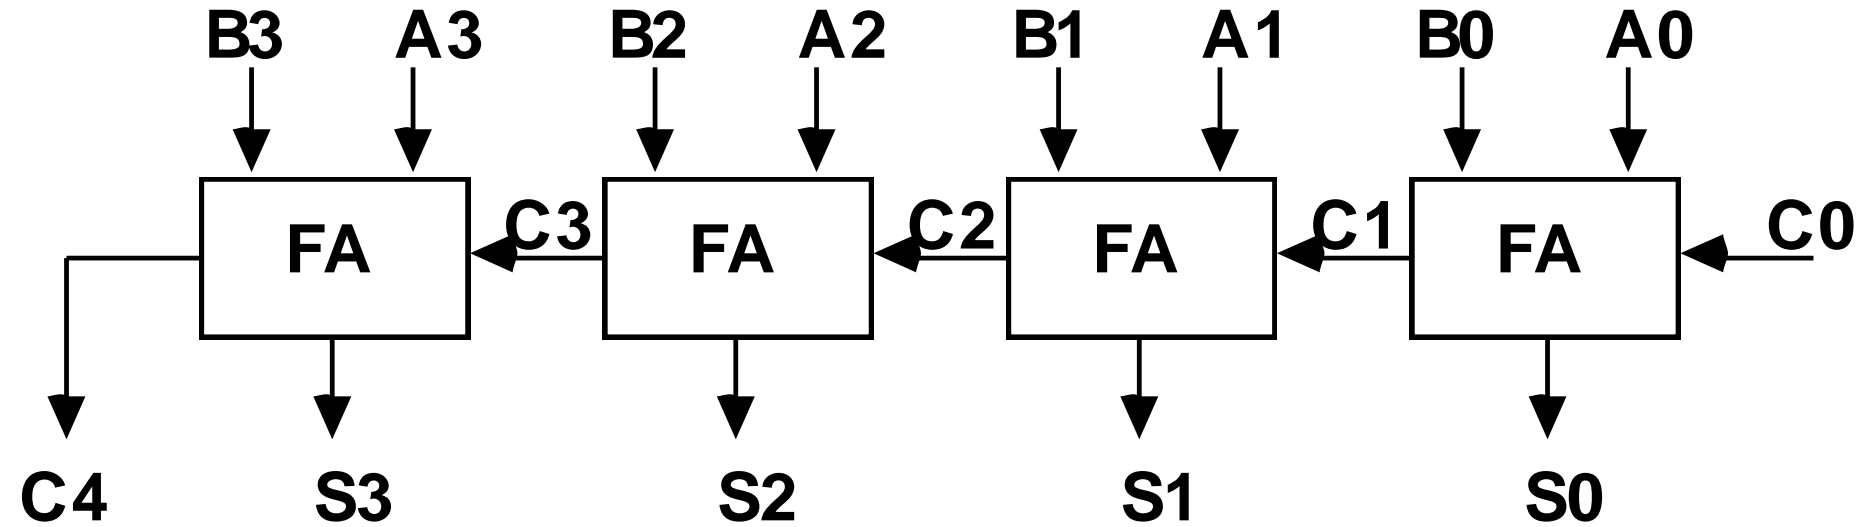 B3 A3 B2 A2 B1 A1 B0 A0
FA C3 FA C2 FA C1 FA C0
C4 S3 S2 S1 S0